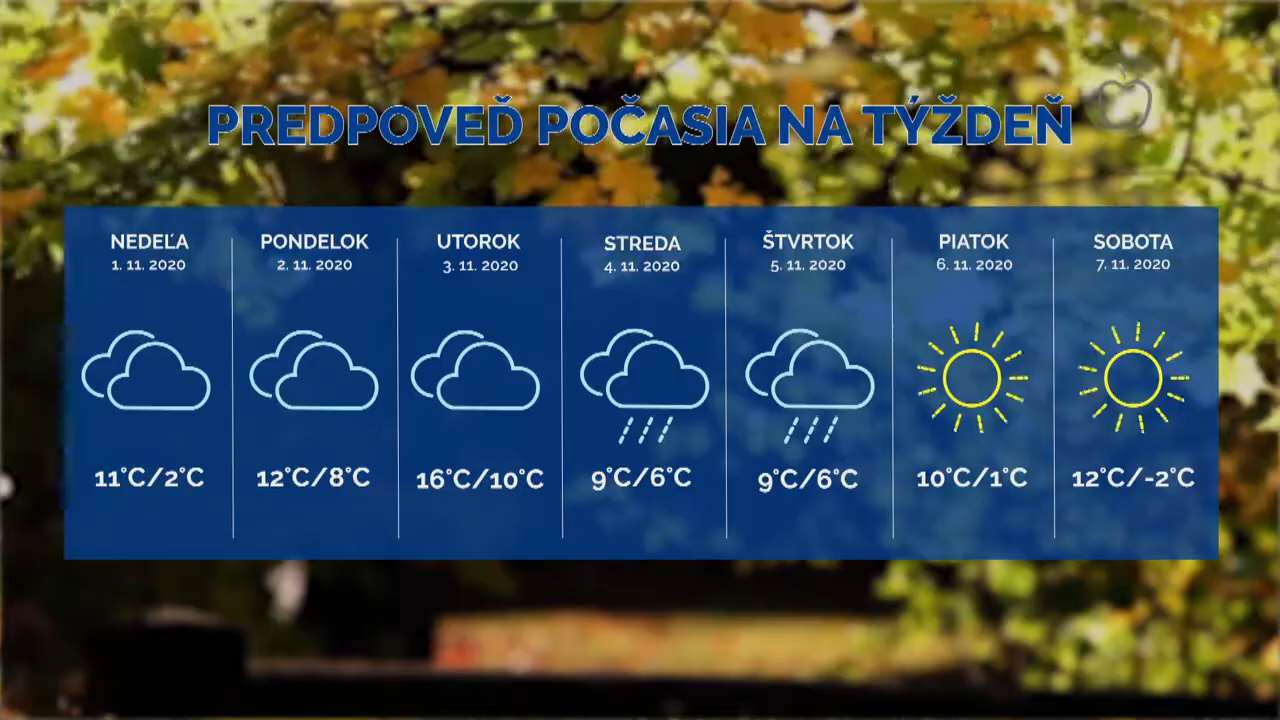 PREDPOVEĎ POČASIA NA TÝŽDEŇ
NEDEĽA
1. 11. 2020
11°C/2°C
PONDELOK
2. 11. 2020
12°C/8°C
UTOROK
3. 11. 2020
16°C/10°C
STREDA
4. 11. 2020
9°C/6°C
ŠTVRTOK
5. 11. 2020
9°C/6°C
PIATOK
6. 11. 2020
10°C/1°C
SOBOTA
7. 11. 2020
12°C/-2°C